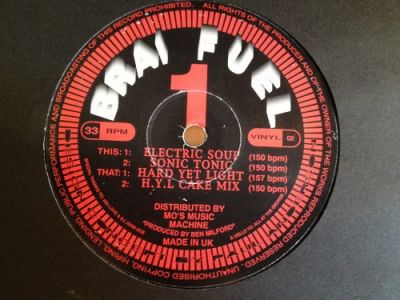 BRAI FUEL
1
33 RPM
VINYL
THIS: 1: ELECTRIC SOUP (150 bpm)
2: SONIC TONIC (150 bpm)
THAT: 1: HARD YET LIGHT (157 bpm)
2: H.Y.L CAKE MIX (150 bpm)
DISTRIBUTED BY
MO'S MUSIC
MACHINE
"PRODUCED BY BEN MILFORD"
MADE IN UK
ALL RIGHTS OF THE PRODUCER AND OF THE OWNER OF THE WORKS REPRODUCED RESERVED. UNAUTHORISED COPYING, HIRING, LENDING, PUBLIC PERFORMANCE AND BROADCASTING OF THIS RECORD PROHIBITED.